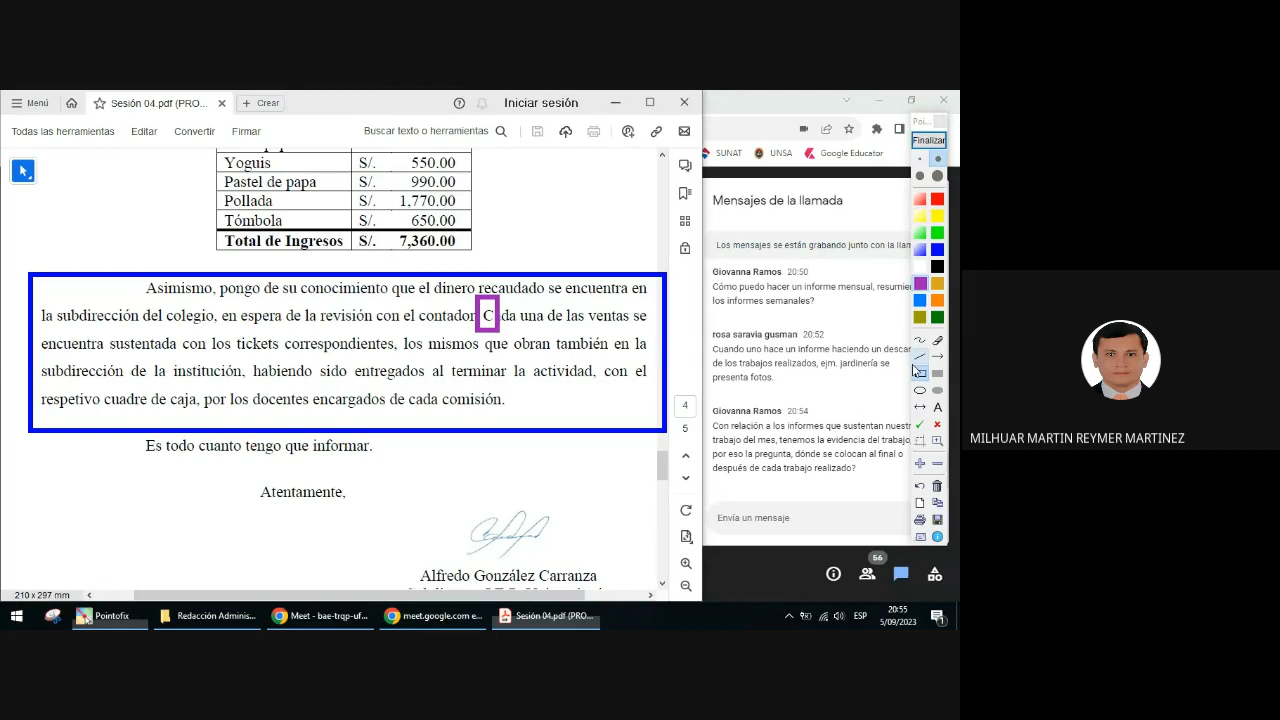 Menú
Sesión 04.pdf (PRO...
Crear
Iniciar sesión
Todas las herramientas
Editar
Convertir
Firmar
Buscar texto o herramientas
Yoguis S/. 550.00
Pastel de papa S/. 990.00
Pollada S/. 1,770.00
Tómbola S/. 650.00
Total de Ingresos S/. 7,360.00
Asimismo, pongo de su conocimiento que el dinero recaudado se encuentra en
la subdirección del colegio, en espera de la revisión con el contador. Cada una de las ventas se
encuentra sustentada con los tickets correspondientes, los mismos que obran también en la
subdirección de la institución, habiendo sido entregados al terminar la actividad, con el
respetivo cuadre de caja, por los docentes encargados de cada comisión.
Es todo cuanto tengo que informar.
Atentamente,
Alfredo González Carranza
4
5
210 x 297 mm
SUNAT
UNSA
Google Educator
Poi...
Finalizar
A
Mensajes de la llamada
Los mensajes se están grabando junto con la llam
Giovanna Ramos 20:50
Cómo puedo hacer un informe mensual, resumien
los informes semanales?
rosa saravia gusman 20:52
Cuando uno hace un informe haciendo un descar
de los trabajos realizados, ejm. jardinería se
presenta fotos.
Giovanna Ramos 20:54
Con relación a los informes que sustentan nuestr
trabajo del mes, tenemos la evidencia del trabajo,
por eso la pregunta, dónde se colocan al final o
después de cada trabajo realizado?
Envía un mensaje
56
MILHUAR MARTIN REYMER MARTINEZ
Pointofix
Redacción Adminis...
Meet - bae-trqp-uf...
meet.google.com e...
Sesión 04.pdf (PRO...
ESP
20:55
5/09/2023
1